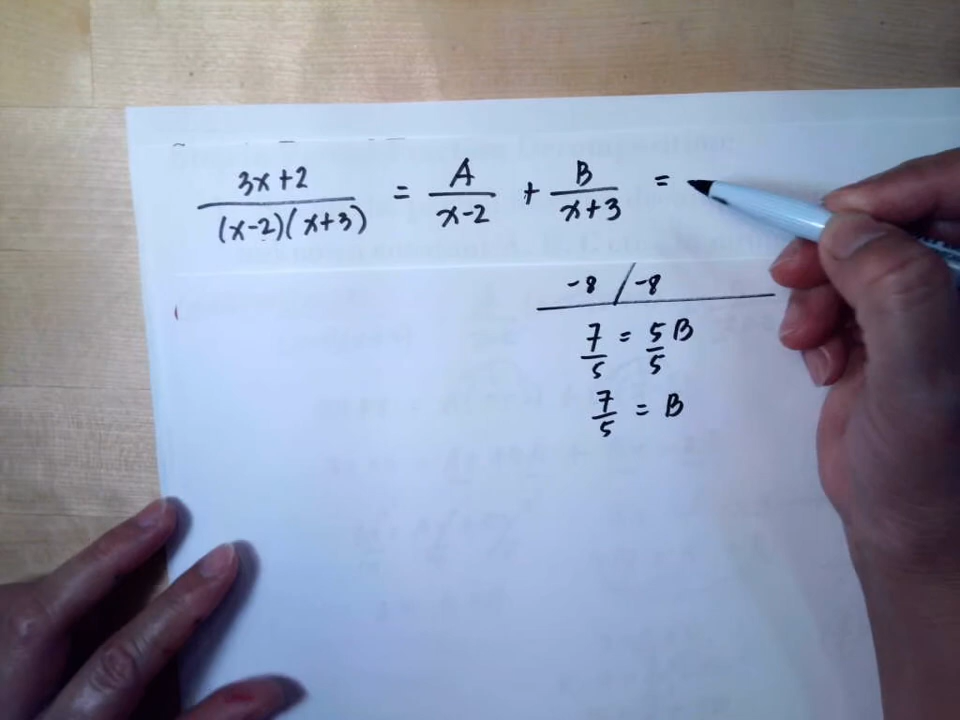 3x+2 / (x-2)(x+3) = A / x-2 + B / x+3 =
-8 / -8
7/5 = 5/5 B
7/5 = B